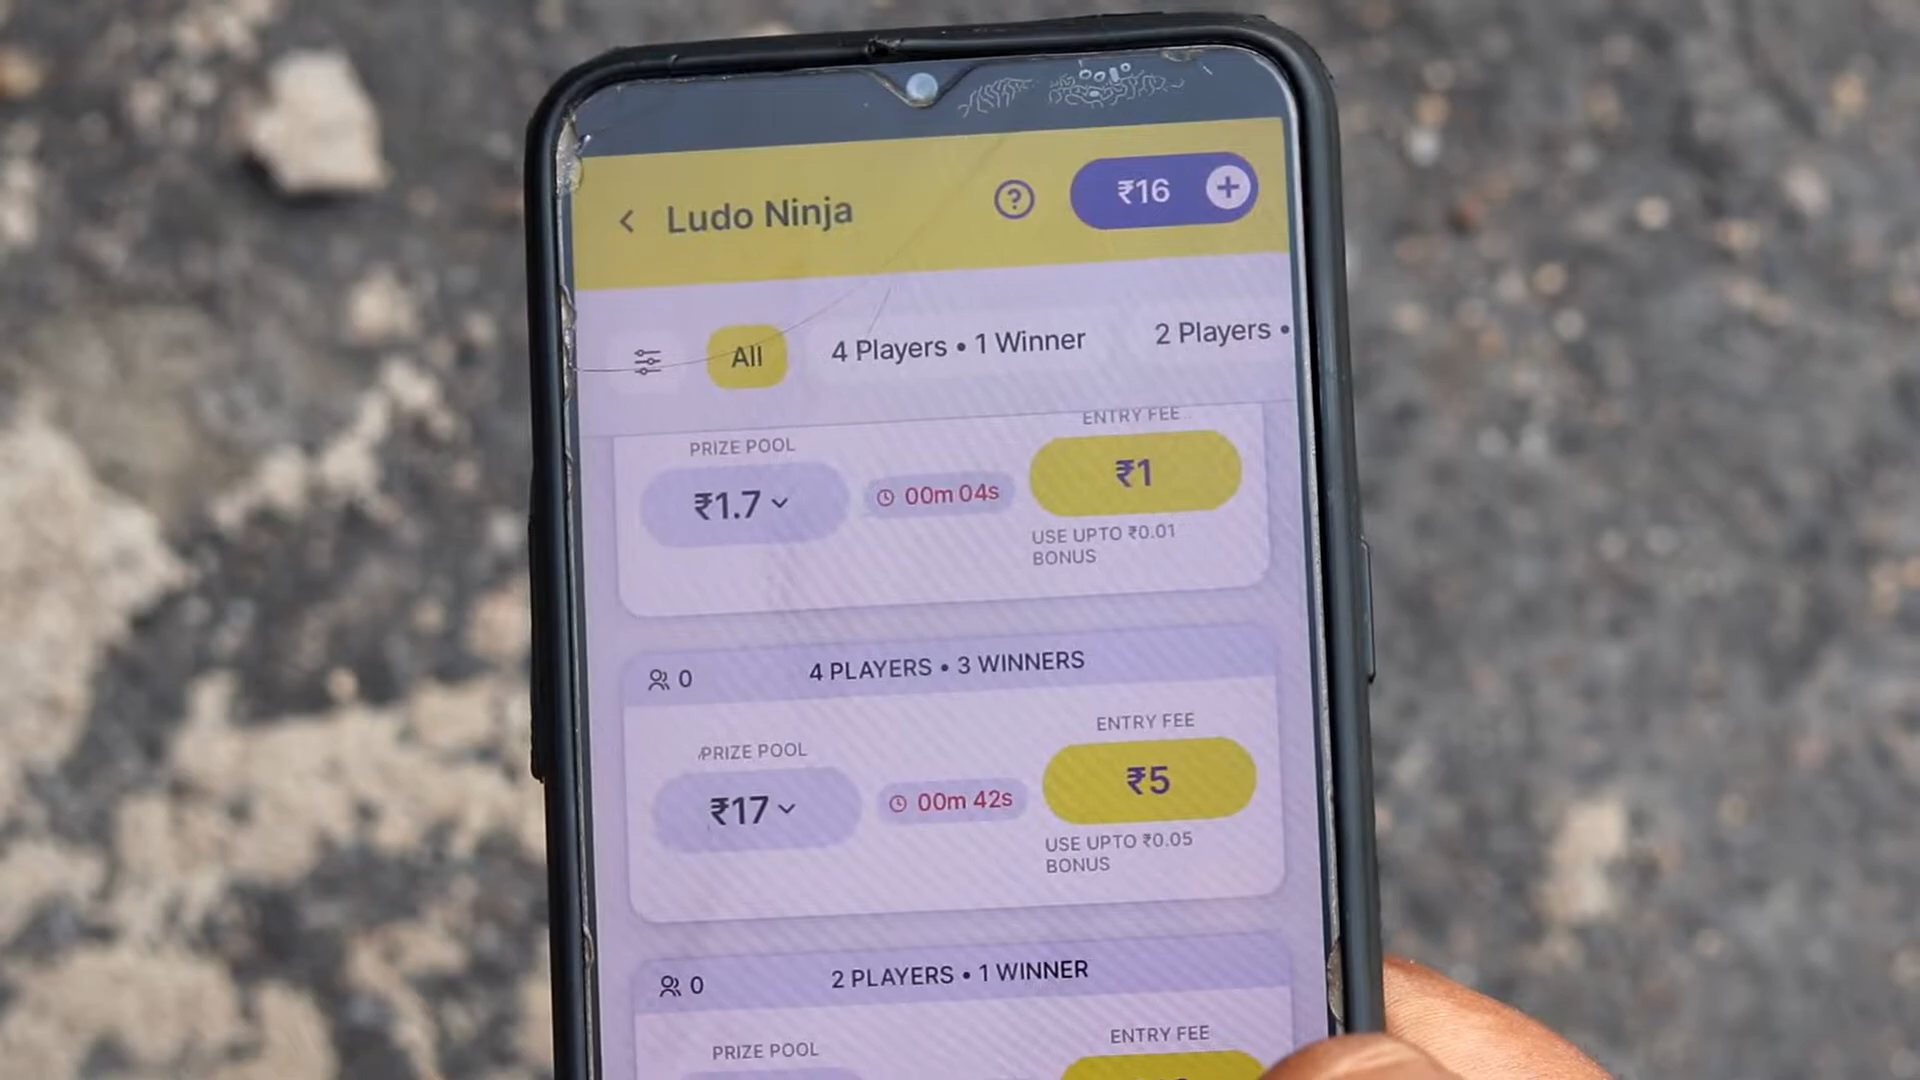 Ludo Ninja
₹16
All
4 Players • 1 Winner
2 Players •
PRIZE POOL
ENTRY FEE
₹1.7
00m 04s
₹1
USE UPTO ₹0.01
BONUS
0
4 PLAYERS • 3 WINNERS
PRIZE POOL
ENTRY FEE
₹17
00m 42s
₹5
USE UPTO ₹0.05
BONUS
0
2 PLAYERS • 1 WINNER
PRIZE POOL
ENTRY FEE